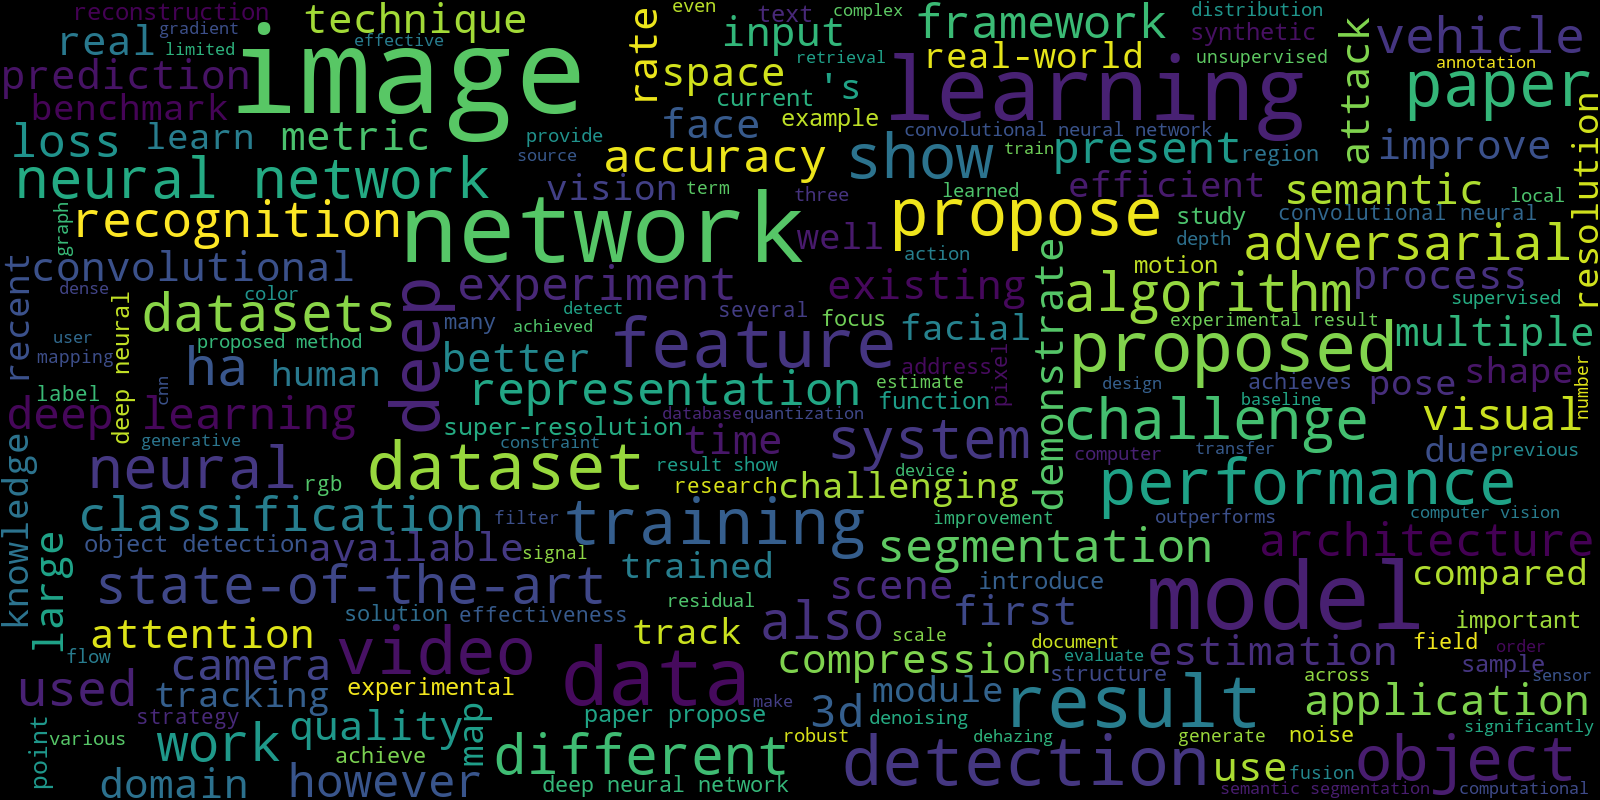 reconstruction
gradient
technique
even
text
complex
framework
distribution
synthetic
attack
vehicle
real
limited
effective
image
rate
input
retrieval
real-world
unsupervised
annotation
prediction
space
's
learning
paper
benchmark
current
example
loss
learn
metric
provide
source
face
accuracy
convolutional neural network
show
train
present
region
improve
resolution
neural network
vision
term
three
learned
efficient
semantic
local
graph
recognition
network
well
propose
study
convolutional neural
depth
action
adversarial
recent
convolutional
dense
color
deep
experiment
existing
demonstrate
motion
algorithm
process
supervised
deep neural
datasets
user
mapping
proposed method
many
detect
achieved
several
focus
facial
experimental result
multiple
feature
proposed
ha
human
cnn
better
address
pixel
design
achieves
baseline
pose
shape
number
label
representation
estimate
function
deep learning
generative
database
quantization
super-resolution
constraint
time
system
challenge
visual
computer
transfer
due
previous
knowledge
neural
rgb
dataset
result show
research
device
challenging
performance
classification
filter
training
improvement
outperforms
computer vision
large
object detection
available
signal
segmentation
architecture
state-of-the-art
trained
scene
introduce
model
compared
solution
effectiveness
residual
also
first
important
attention
track
scale
document
evaluate
estimation
field
order
flow
camera
video
data
compression
structure
across
sample
sensor
used
tracking
experimental
make
3d
module
result
application
strategy
map
paper propose
denoising
significantly
point
various
work
quality
achieve
different
robust
dehazing
generate
noise
detection
use
fusion
object
domain
however
deep neural network
semantic segmentation
computational